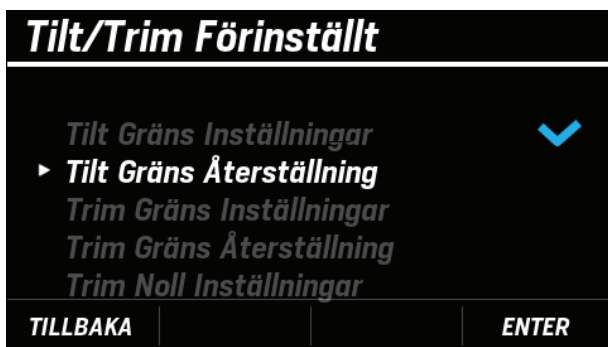 Tilt/Trim Förinställt
Tilt Gräns Inställningar
Tilt Gräns Återställning
Trim Gräns Inställningar
Trim Gräns Återställning
Trim Noll Inställningar
TILLBAKA ENTER